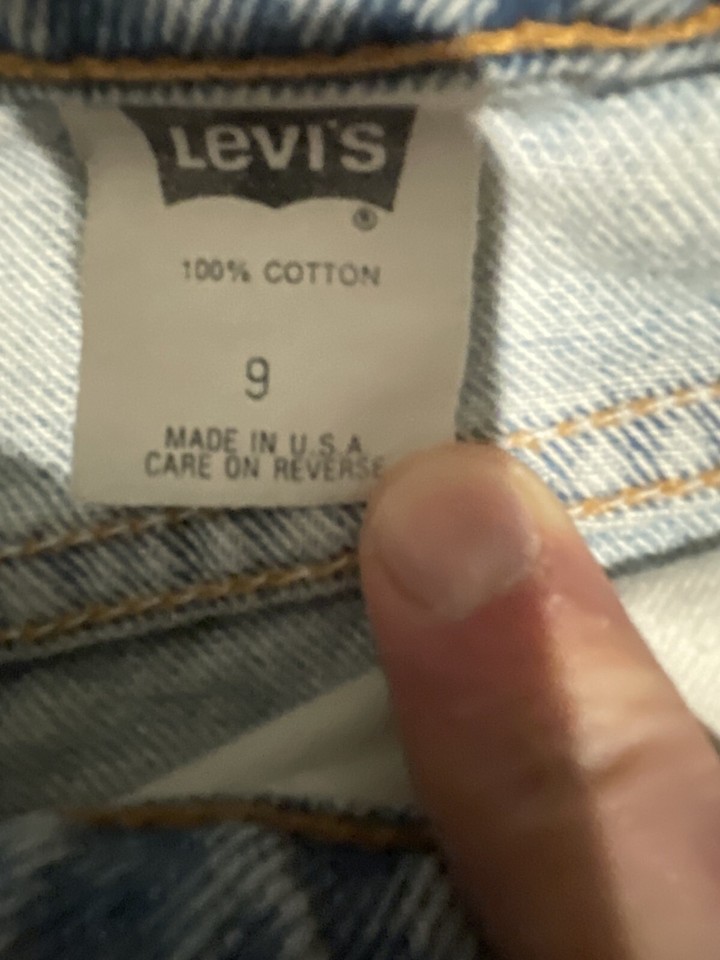 Levi's
®
100% COTTON
9
MADE IN U.S.A
CARE ON REVERSE